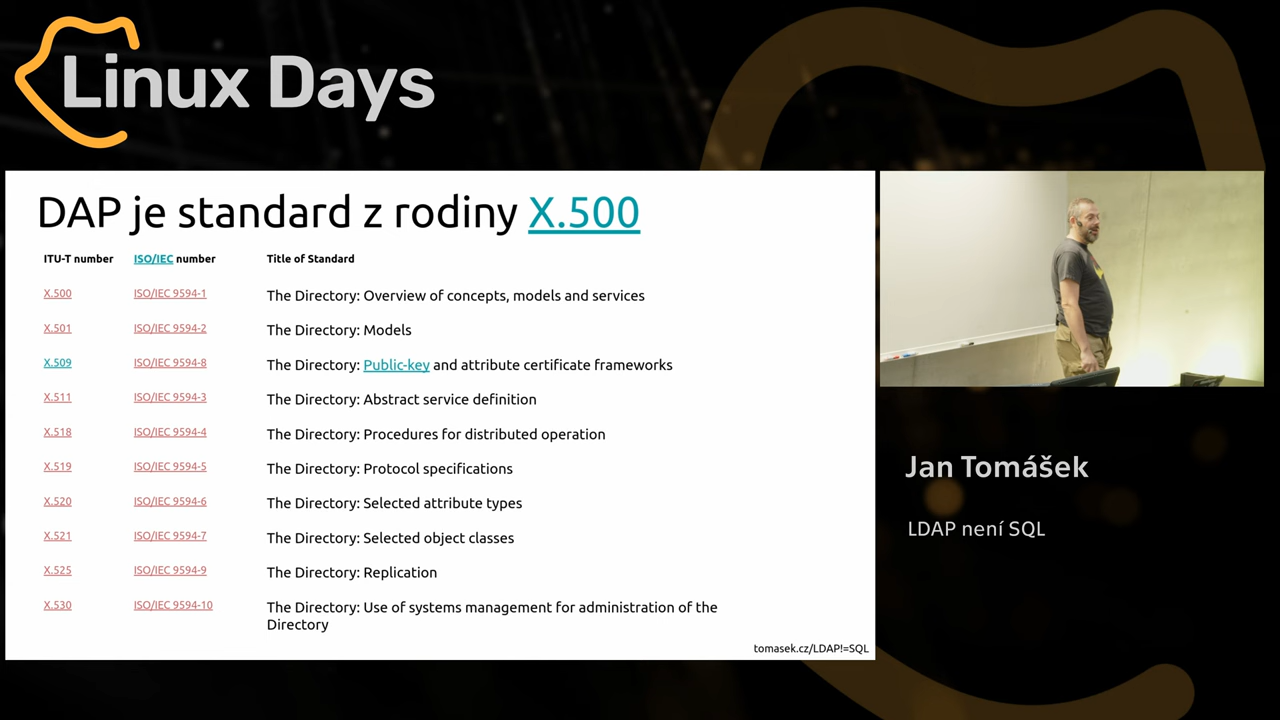 Linux Days
DAP je standard z rodiny X.500
ITU-T number ISO/IEC number Title of Standard
X.500 ISO/IEC 9594-1 The Directory: Overview of concepts, models and services
X.501 ISO/IEC 9594-2 The Directory: Models
X.509 ISO/IEC 9594-8 The Directory: Public-key and attribute certificate frameworks
X.511 ISO/IEC 9594-3 The Directory: Abstract service definition
X.518 ISO/IEC 9594-4 The Directory: Procedures for distributed operation
X.519 ISO/IEC 9594-5 The Directory: Protocol specifications
X.520 ISO/IEC 9594-6 The Directory: Selected attribute types
X.521 ISO/IEC 9594-7 The Directory: Selected object classes
X.525 ISO/IEC 9594-9 The Directory: Replication
X.530 ISO/IEC 9594-10 The Directory: Use of systems management for administration of the
Directory
tomasek.cz/LDAP!=SQL
Jan Tomášek
LDAP není SQL